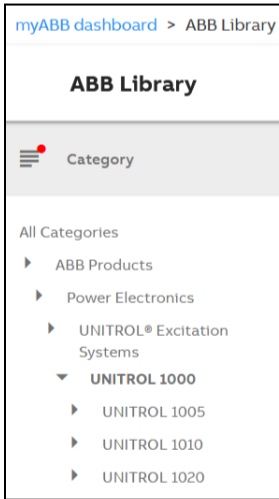 myABB dashboard > ABB Library
ABB Library
Category
All Categories
ABB Products
Power Electronics
UNITROL® Excitation
Systems
UNITROL 1000
UNITROL 1005
UNITROL 1010
UNITROL 1020